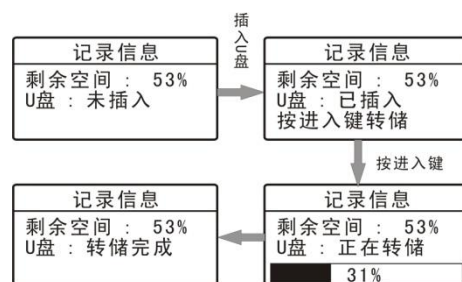 记录信息
剩余空间 : 53%
U盘 : 未插入
插入U盘
记录信息
剩余空间 : 53%
U盘 : 已插入
按进入键转储
按进入键
记录信息
剩余空间 : 53%
U盘 : 正在转储
31%
记录信息
剩余空间 : 53%
U盘 : 转储完成